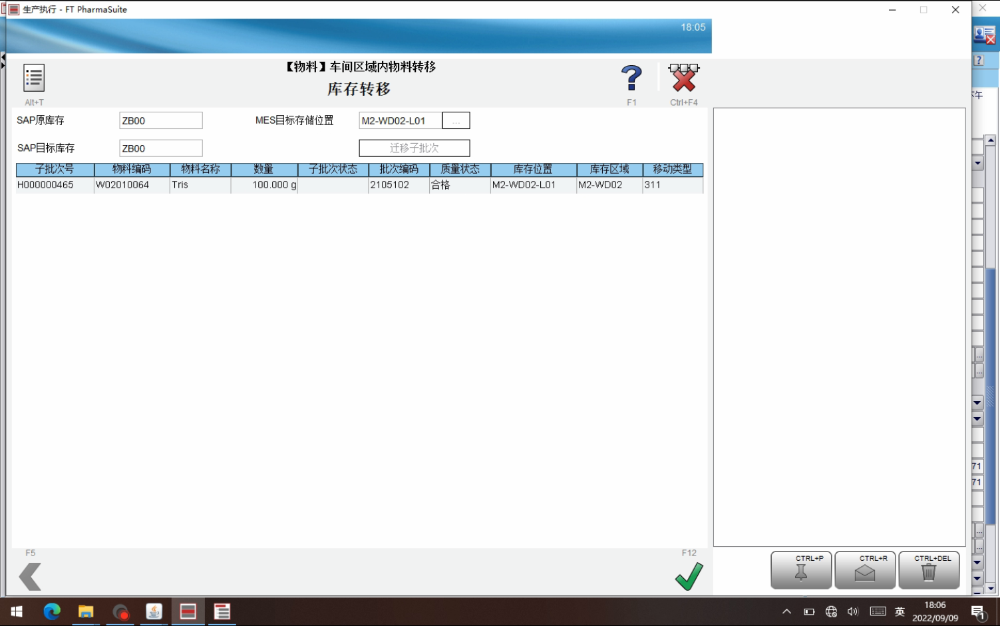 生产执行 - FT PharmaSuite
18:05
【物料】车间区域内物料转移
库存转移
Alt+T
F1
Ctrl+F4
SAP原库存
ZB00
MES目标存储位置
M2-WD02-L01
...
SAP目标库存
ZB00
迁移子批次
子批次号 物料编码 物料名称 数量 子批次状态 批次编码 质量状态 库存位置 库存区域 移动类型
H000000465 W02010064 Tris 100.000 g 2105102 合格 M2-WD02-L01 M2-WD02 311
71
71
F5
F12
CTRL+P
CTRL+R
CTRL+DEL
英
18:06
2022/09/09
1